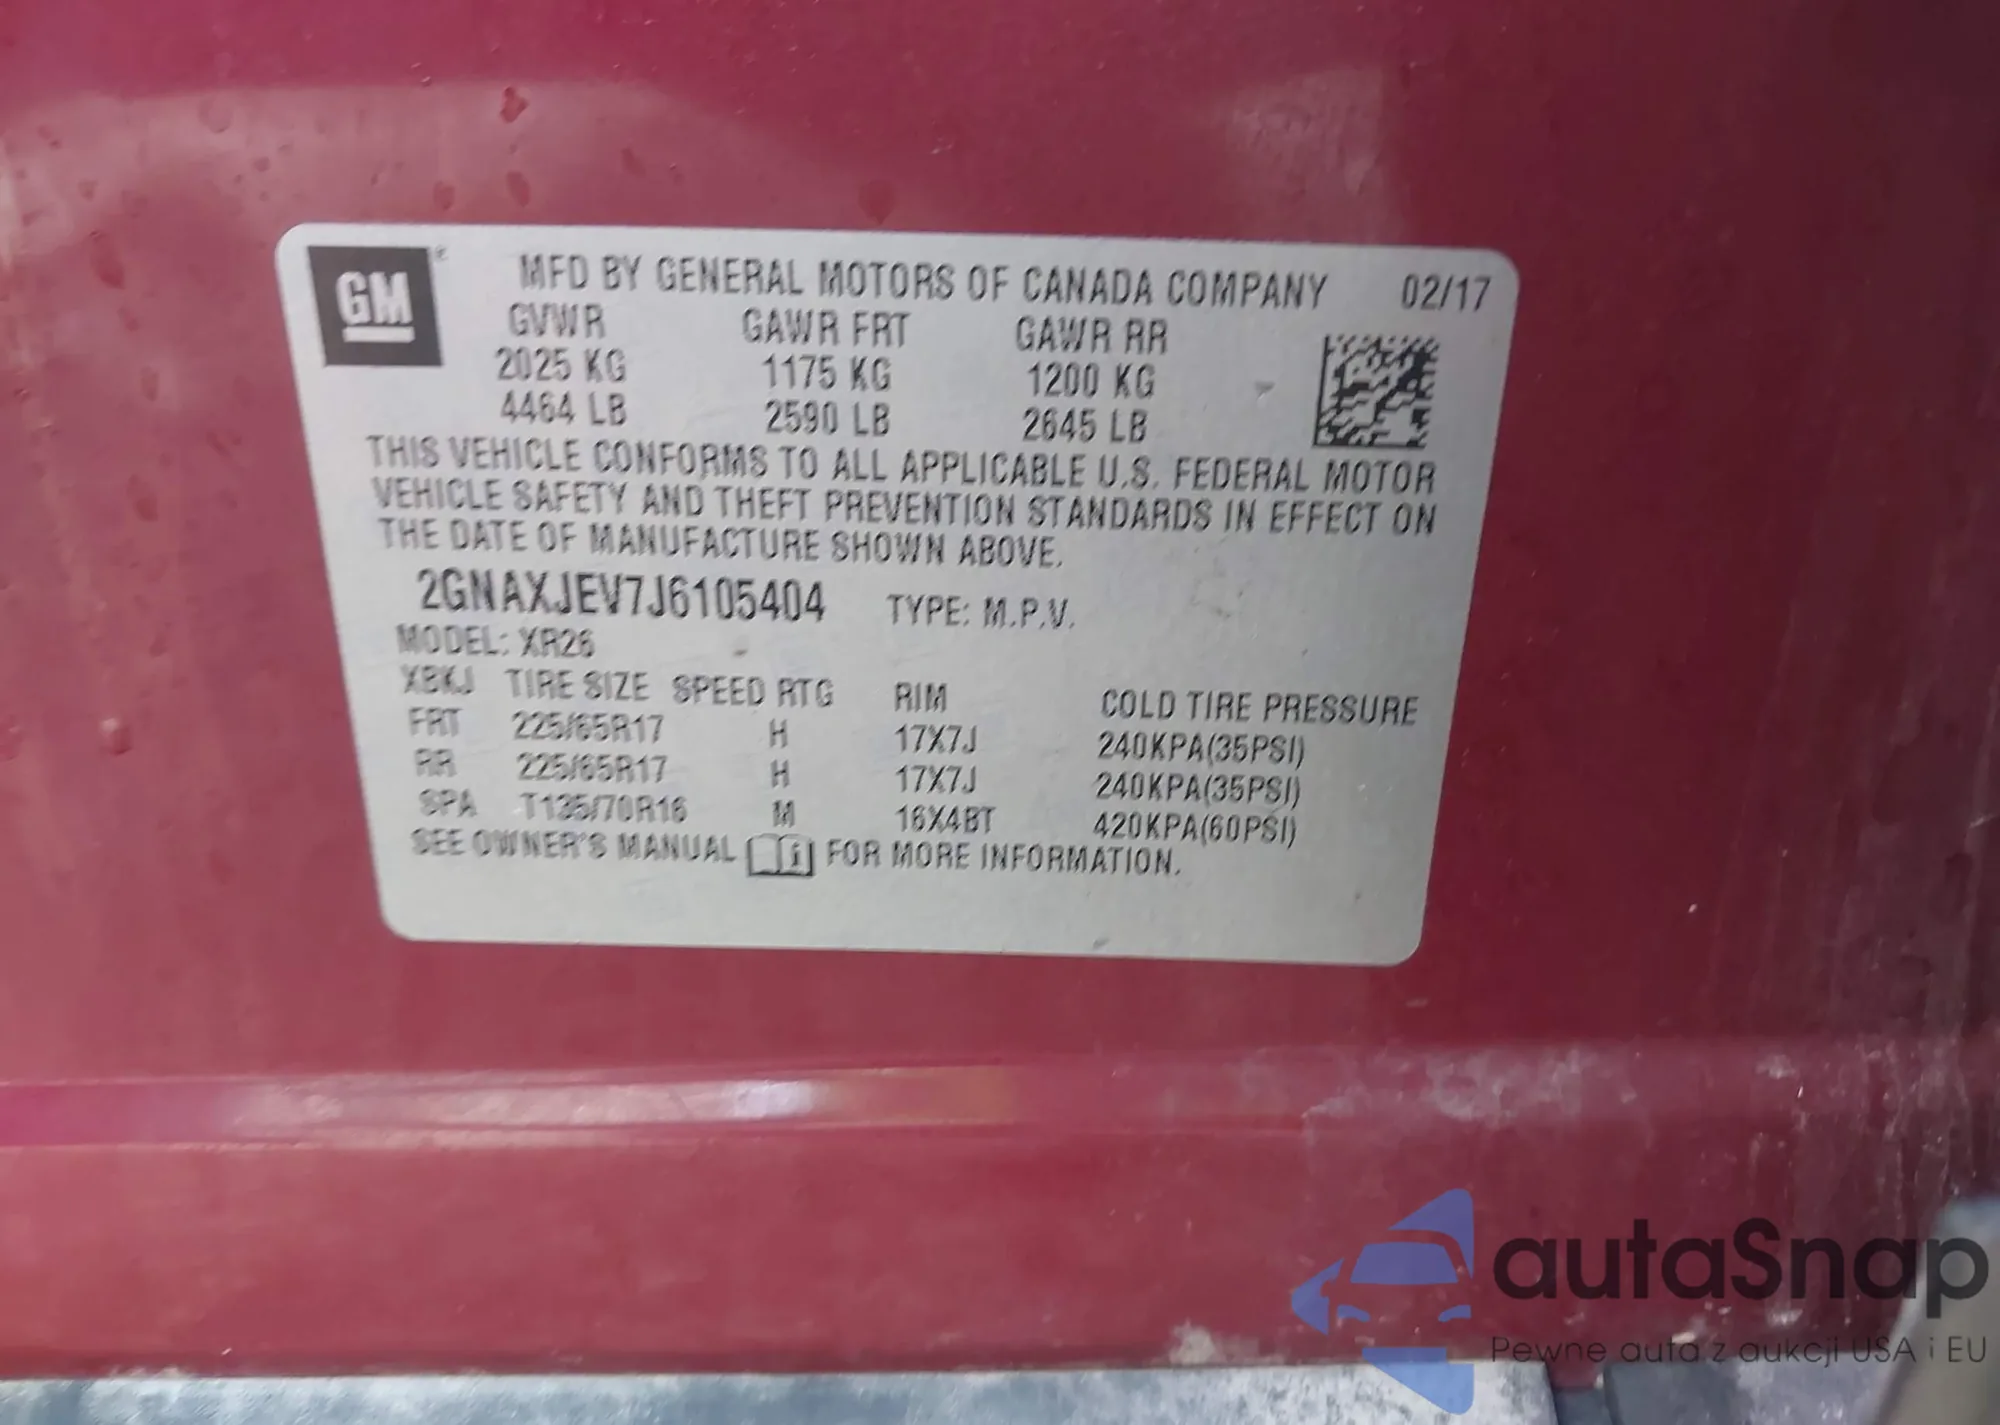 GM
MFD BY GENERAL MOTORS OF CANADA COMPANY 02/17
GVWR GAWR FRT GAWR RR
2025 KG 1175 KG 1200 KG
4464 LB 2590 LB 2645 LB
THIS VEHICLE CONFORMS TO ALL APPLICABLE U.S. FEDERAL MOTOR
VEHICLE SAFETY AND THEFT PREVENTION STANDARDS IN EFFECT ON
THE DATE OF MANUFACTURE SHOWN ABOVE.
2GNAXJEV7J6105404 TYPE: M.P.V.
MODEL: XR26
XBKJ TIRE SIZE SPEED RTG RIM COLD TIRE PRESSURE
FRT 225/65R17 H 17X7J 240KPA(35PSI)
RR 225/65R17 H 17X7J 240KPA(35PSI)
SPA T135/70R16 M 16X4BT 420KPA(60PSI)
SEE OWNER'S MANUAL FOR MORE INFORMATION.
autaSnap
Pewne auta z aukcji USA i EU